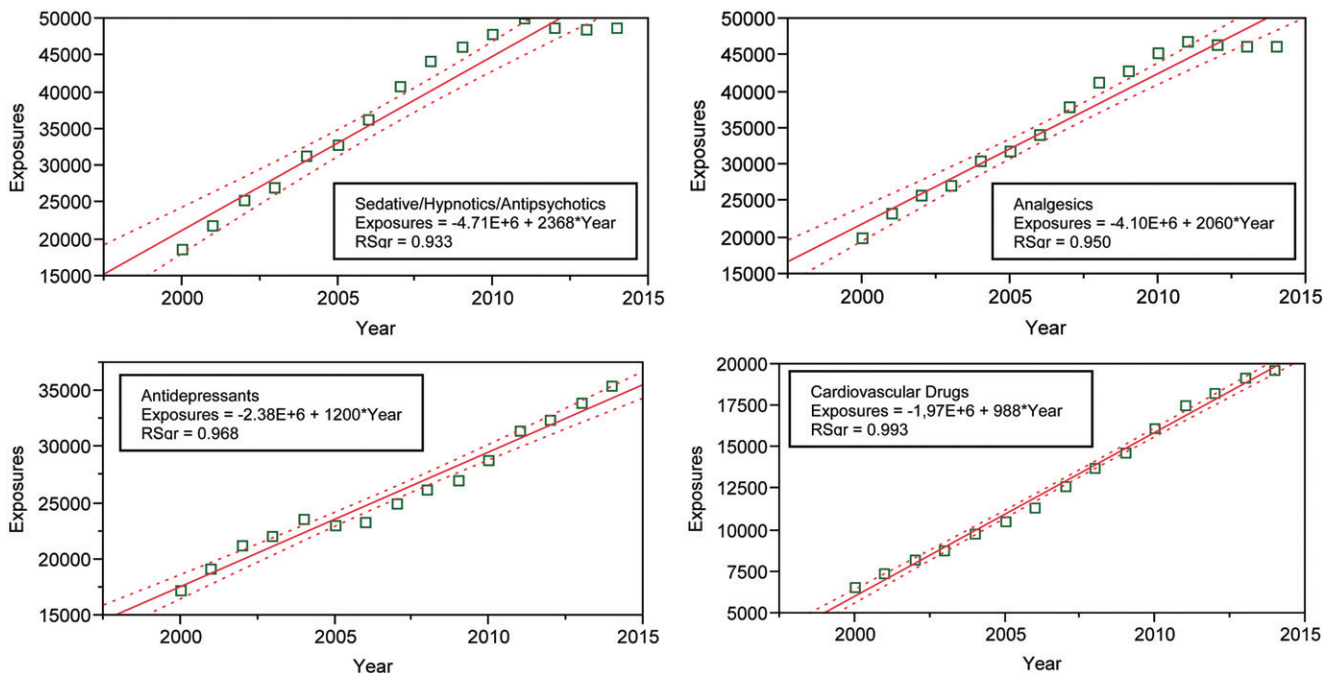 50000
45000
40000
35000
30000
25000
20000
15000
Exposures
Sedative/Hypnotics/Antipsychotics
Exposures = -4.71E+6 + 2368*Year
RSqr = 0.933
2000 2005 2010 2015
Year
50000
45000
40000
35000
30000
25000
20000
15000
Exposures
Analgesics
Exposures = -4.10E+6 + 2060*Year
RSqr = 0.950
2000 2005 2010 2015
Year
35000
30000
25000
20000
15000
Exposures
Antidepressants
Exposures = -2.38E+6 + 1200*Year
RSqr = 0.968
2000 2005 2010 2015
Year
20000
17500
15000
12500
10000
7500
5000
Exposures
Cardiovascular Drugs
Exposures = -1,97E+6 + 988*Year
RSqr = 0.993
2000 2005 2010 2015
Year